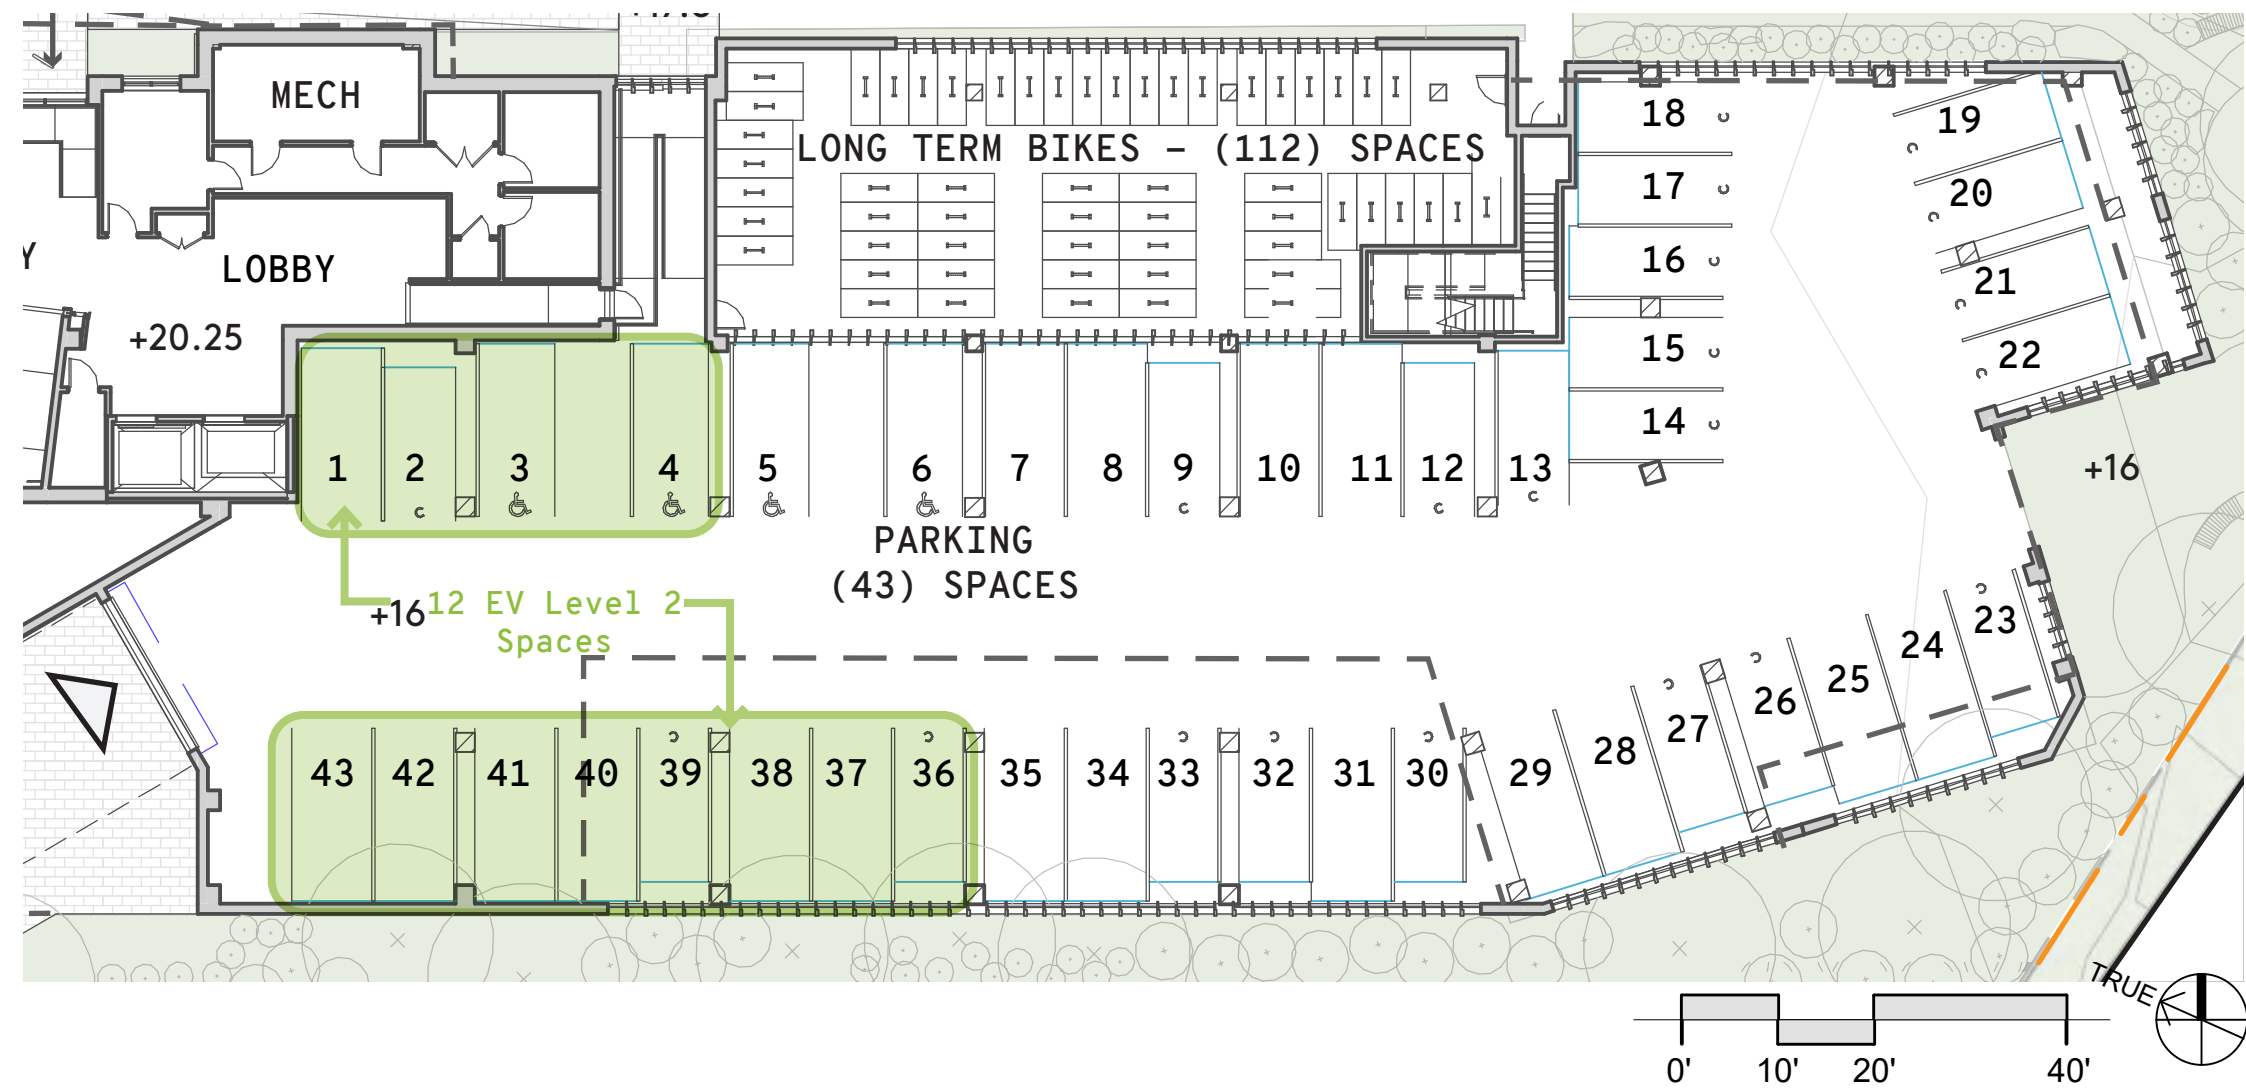 MECH
LONG TERM BIKES – (112) SPACES
LOBBY
Y
+20.25
18
17
16
15
14
19
20
21
22
1
2
3
4
5
6
7
8
9
10
11
12
13
c
c
c
c
c
c
c
c
c
c
c
c
c
+16
PARKING
(43) SPACES
+16
12 EV Level 2
Spaces
23
24
25
26
27
28
29
43
42
41
40
39
38
37
36
35
34
33
32
31
30
c
c
c
c
c
c
c
c
TRUE
0' 10' 20' 40'